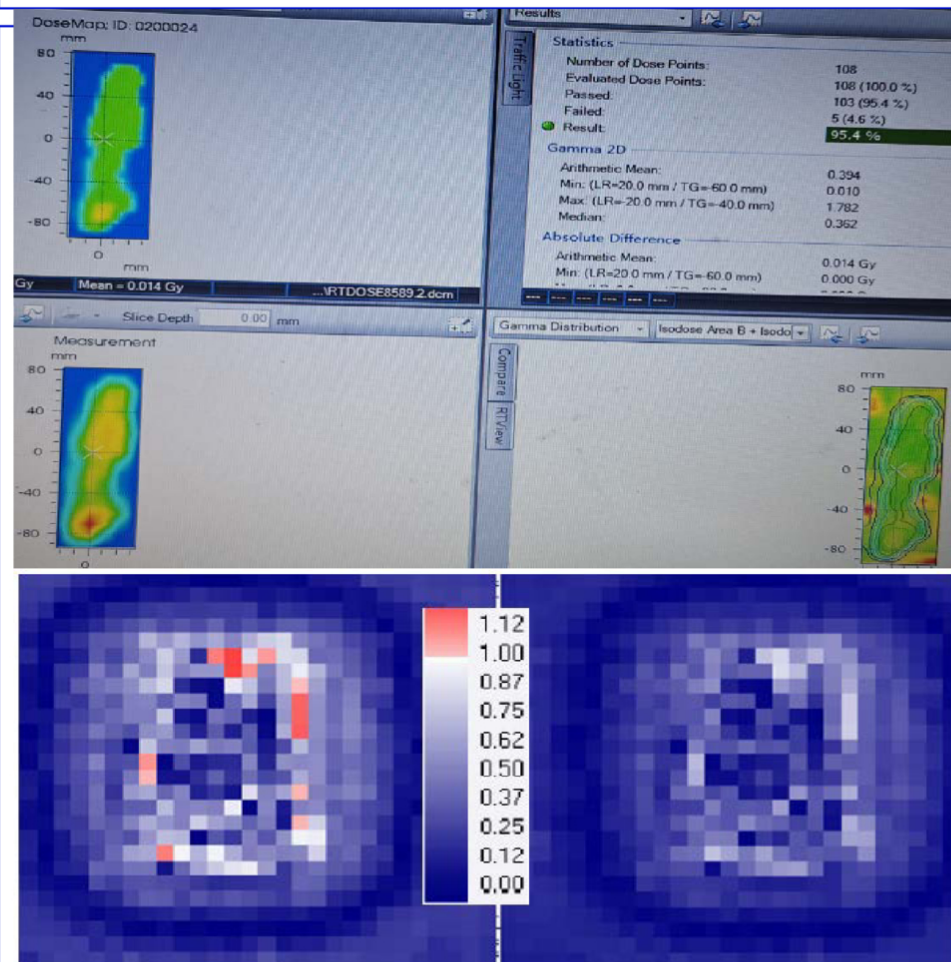 DoseMap; ID: 0200024
mm
80
40
0
-40
-80
0
mm
Gy Mean = 0.014 Gy ...\RTDOSE8589.2.dcm
Results
Traffic Light
Statistics
Number of Dose Points: 108
Evaluated Dose Points: 108 (100.0 %)
Passed: 103 (95.4 %)
Failed: 5 (4.6 %)
Result: 95.4 %
Gamma 2D
Arithmetic Mean: 0.394
Min: (LR=20.0 mm / TG=-60.0 mm) 0.010
Max: (LR=-20.0 mm / TG=-40.0 mm) 1.782
Median: 0.362
Absolute Difference
Arithmetic Mean: 0.014 Gy
Min: (LR=20.0 mm / TG=-60.0 mm) 0.000 Gy
--- --- --- --- --- ---
Slice Depth 0.00 mm
Measurement
mm
80
40
0
-40
-80
0
Gamma Distribution Isodose Area B + Isodo
Compare
RTView
mm
80
40
0
-40
-80
1.12
1.00
0.87
0.75
0.62
0.50
0.37
0.25
0.12
0.00